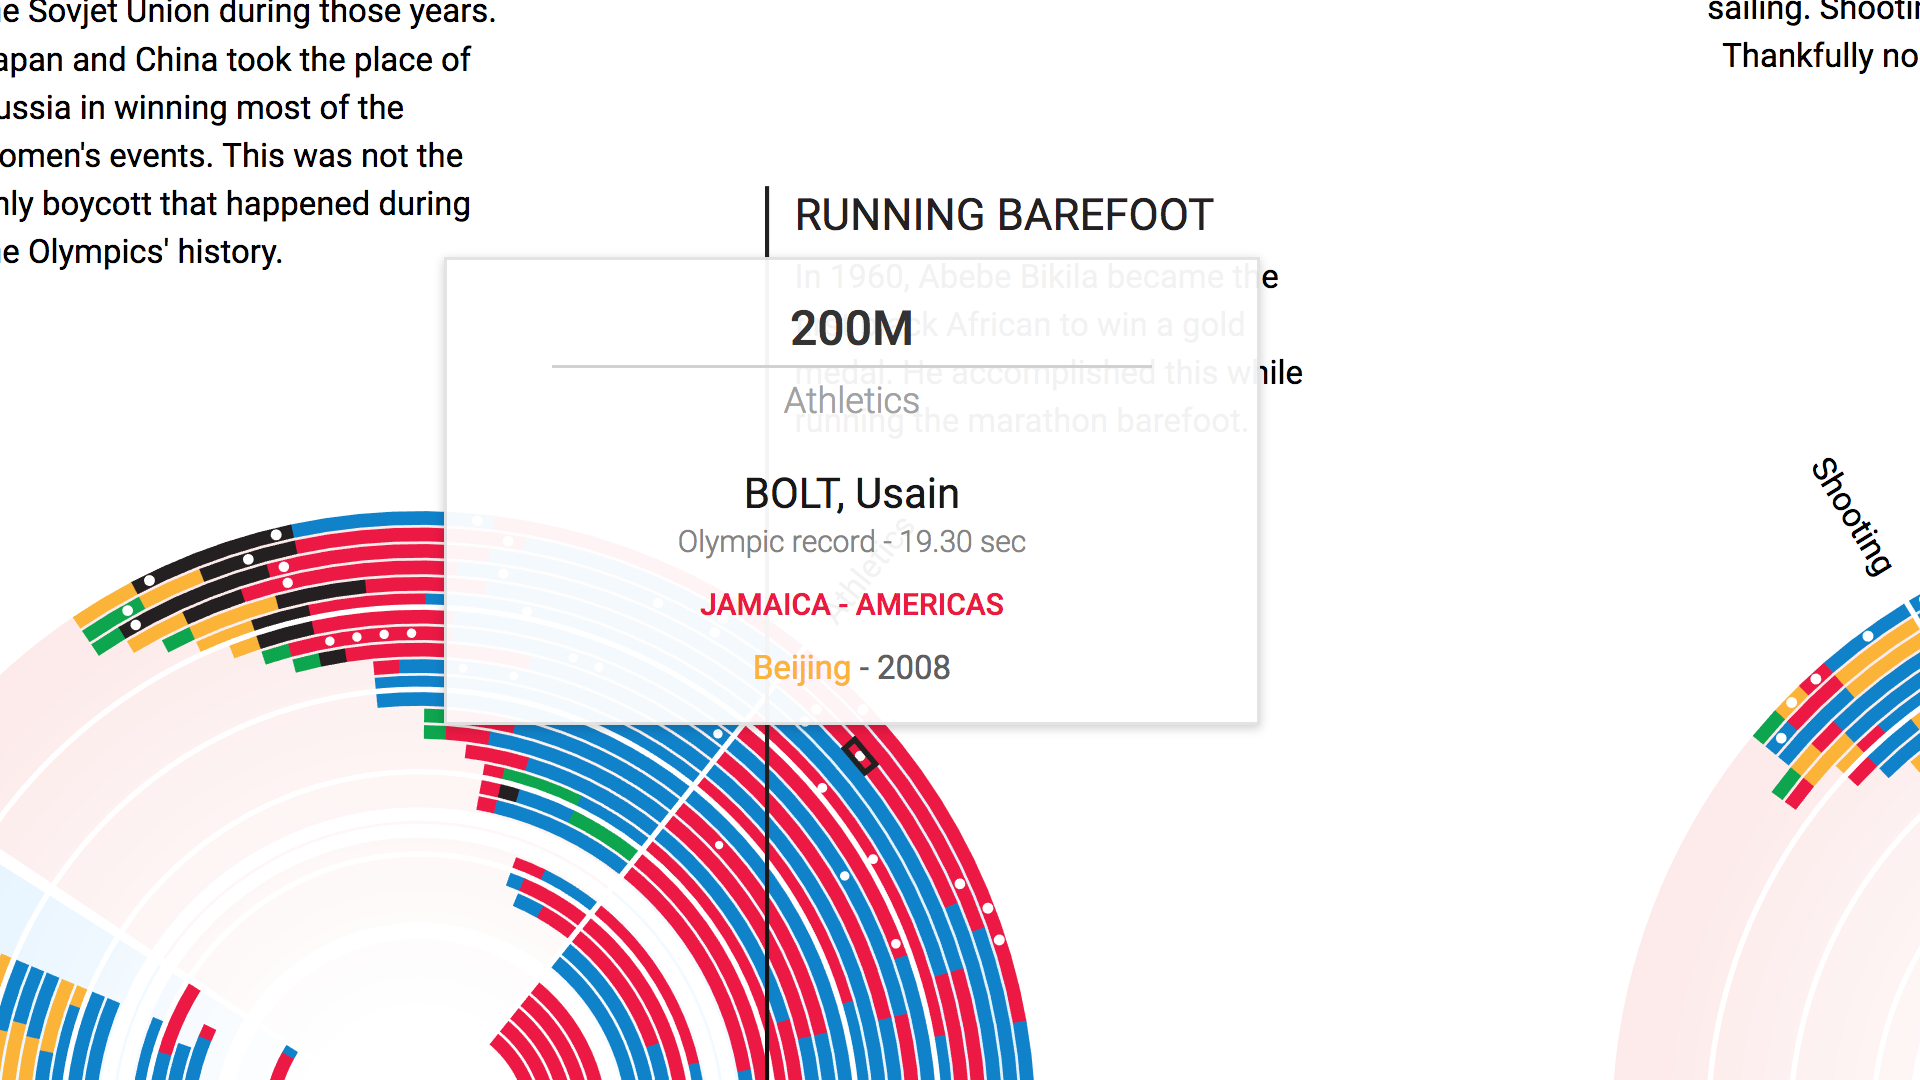 e Sovjet Union during those years.
apan and China took the place of
ussia in winning most of the
omen's events. This was not the
nly boycott that happened during
e Olympics' history.
RUNNING BAREFOOT
In 1960, Abebe Bikila became the
ck African to win a gold
medal. He accomplished this while
running the marathon barefoot.
200M
Athletics
BOLT, Usain
Olympic record - 19.30 sec
JAMAICA - AMERICAS
Beijing - 2008
Athletics
sailing. Shootin
Thankfully no
Shooting